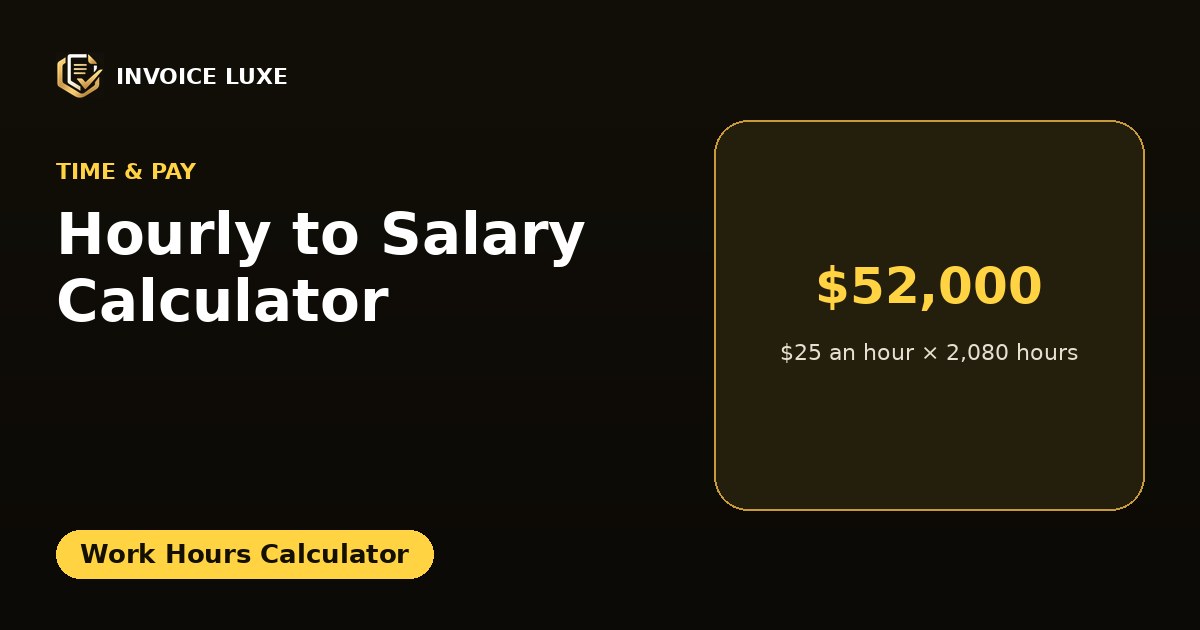 INVOICE LUXE
TIME & PAY
Hourly to Salary
Calculator
$52,000
$25 an hour × 2,080 hours
Work Hours Calculator